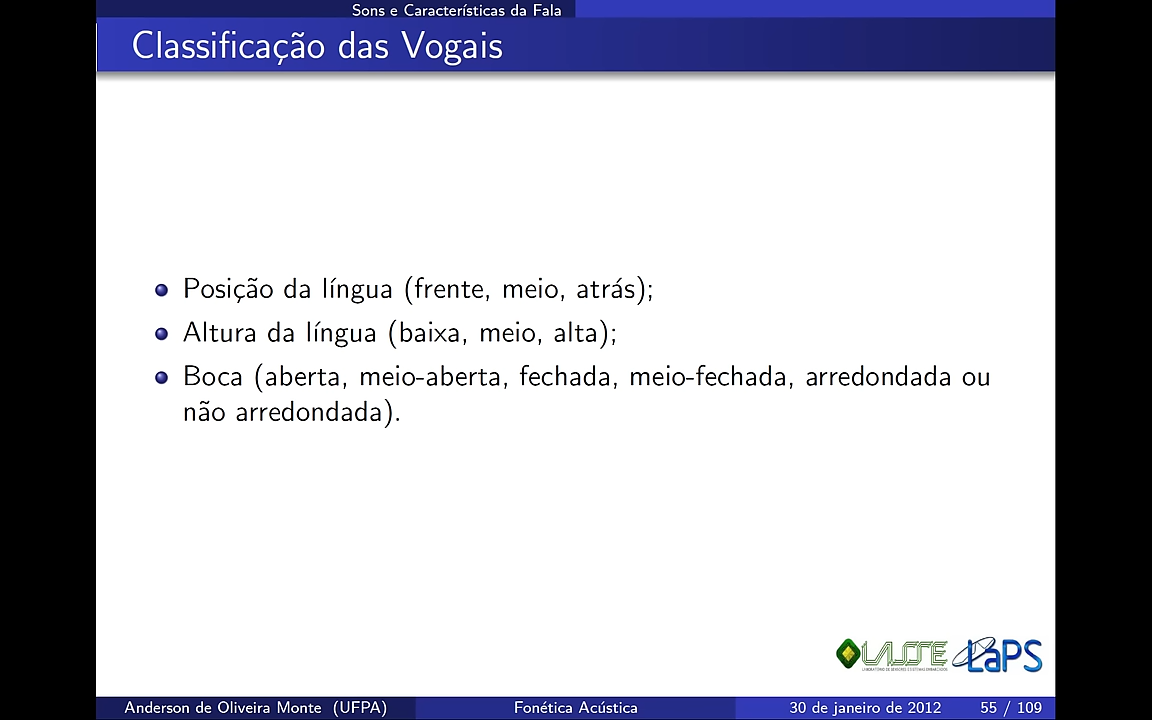 Sons e Características da Fala
Classificação das Vogais
Posição da língua (frente, meio, atrás);
Altura da língua (baixa, meio, alta);
Boca (aberta, meio-aberta, fechada, meio-fechada, arredondada ou
não arredondada).
LASSE LaPS
Anderson de Oliveira Monte (UFPA) Fonética Acústica 30 de janeiro de 2012 55 / 109